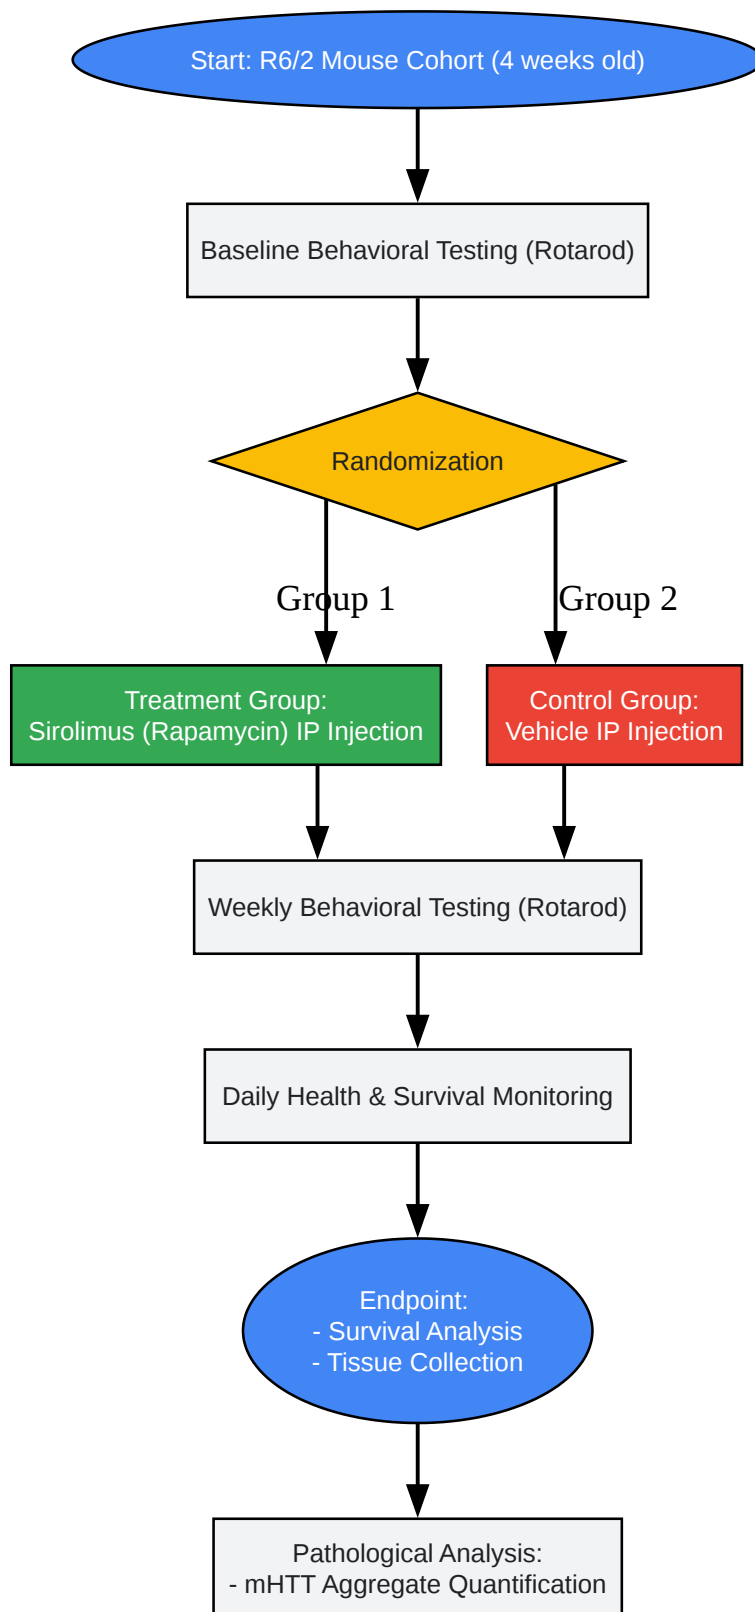 Start: R6/2 Mouse Cohort (4 weeks old)
Baseline Behavioral Testing (Rotarod)
Randomization
Group 1
Group 2
Treatment Group:
Sirolimus (Rapamycin) IP Injection
Control Group:
Vehicle IP Injection
Weekly Behavioral Testing (Rotarod)
Daily Health & Survival Monitoring
Endpoint:
- Survival Analysis
- Tissue Collection
Pathological Analysis:
- mHTT Aggregate Quantification